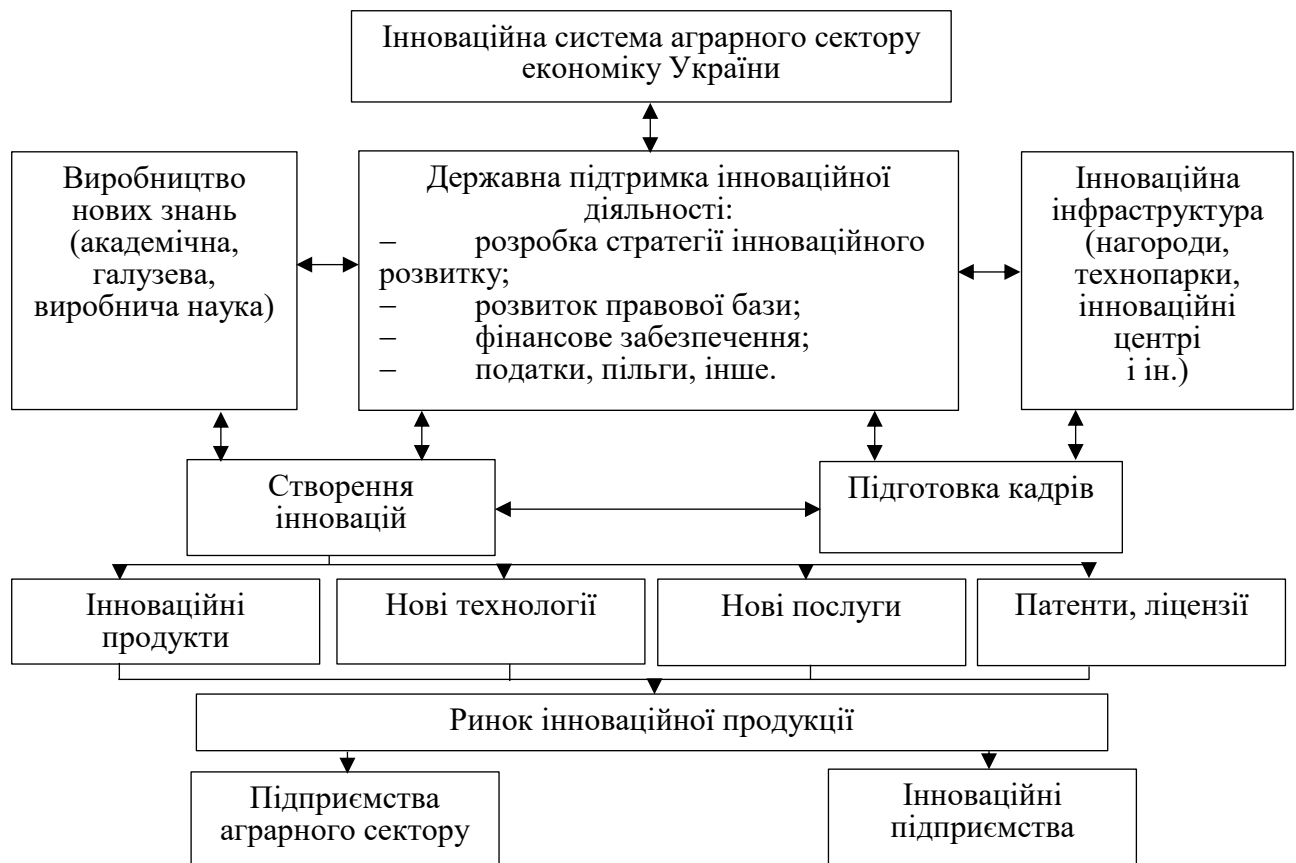 Інноваційна система аграрного сектору
економіку України
Виробництво
нових знань
(академічна,
галузева,
виробнича наука)
Державна підтримка інноваційної
діяльності:
– розробка стратегії інноваційного
розвитку;
– розвиток правової бази;
– фінансове забезпечення;
– податки, пільги, інше.
Інноваційна
інфраструктура
(нагороди,
технопарки,
інноваційні
центрі
і ін.)
Створення
інновацій
Підготовка кадрів
Інноваційні
продукти
Нові технології
Нові послуги
Патенти, ліцензії
Ринок інноваційної продукції
Підприємства
аграрного сектору
Інноваційні
підприємства